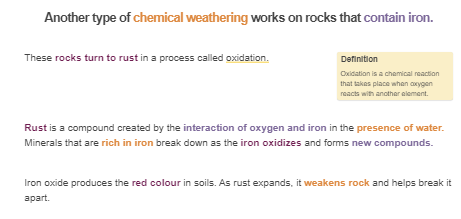 Another type of chemical weathering works on rocks that contain iron.
These rocks turn to rust in a process called oxidation.
Definition
Oxidation is a chemical reaction
that takes place when oxygen
reacts with another element.
Rust is a compound created by the interaction of oxygen and iron in the presence of water.
Minerals that are rich in iron break down as the iron oxidizes and forms new compounds.
Iron oxide produces the red colour in soils. As rust expands, it weakens rock and helps break it
apart.